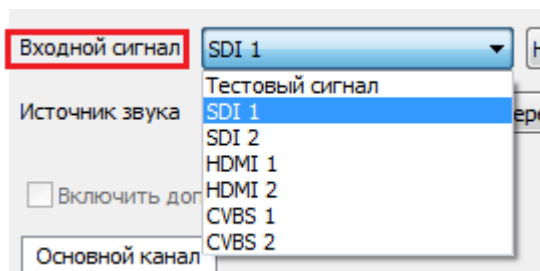 Входной сигнал SDI 1
Тестовый сигнал
Источник звука SDI 1
SDI 2
HDMI 1
Включить HDMI 2
CVBS 1
Основной канал CVBS 2